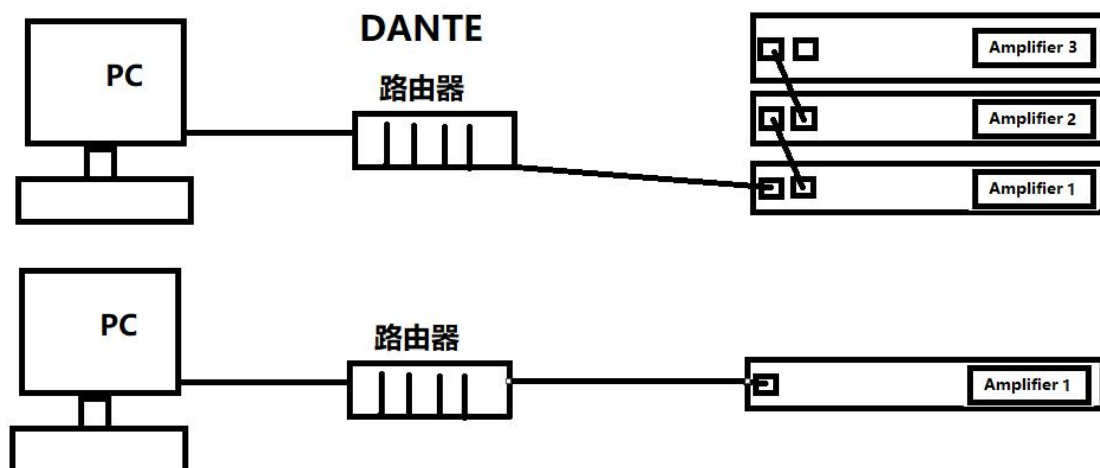 DANTE
PC
路由器
Amplifier 3
Amplifier 2
Amplifier 1
PC
路由器
Amplifier 1